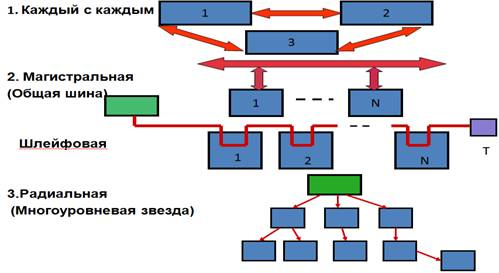 1. Каждый с каждым
1
2
3
2. Магистральная
(Общая шина)
1
N
Шлейфовая
1
2
N
Т
3.Радиальная
(Многоуровневая звезда)